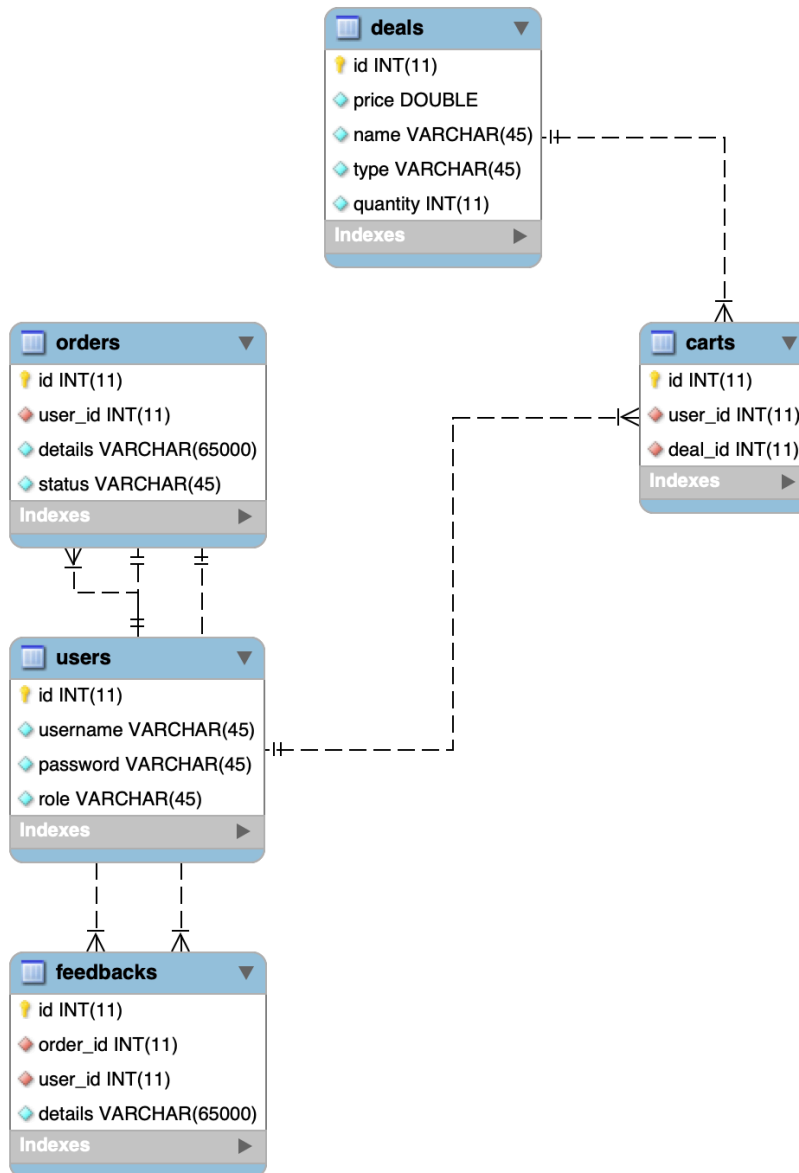 deals
id INT(11)
price DOUBLE
name VARCHAR(45)
type VARCHAR(45)
quantity INT(11)
Indexes
orders
id INT(11)
user_id INT(11)
details VARCHAR(65000)
status VARCHAR(45)
Indexes
carts
id INT(11)
user_id INT(11)
deal_id INT(11)
Indexes
users
id INT(11)
username VARCHAR(45)
password VARCHAR(45)
role VARCHAR(45)
Indexes
feedbacks
id INT(11)
order_id INT(11)
user_id INT(11)
details VARCHAR(65000)
Indexes